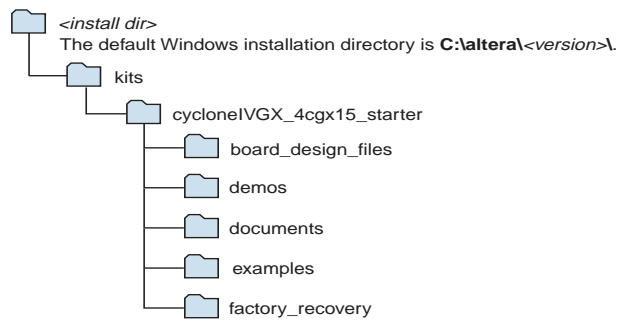 <install dir>
The default Windows installation directory is C:\altera\<version>\.
kits
cycloneIVGX_4cgx15_starter
board_design_files
demos
documents
examples
factory_recovery